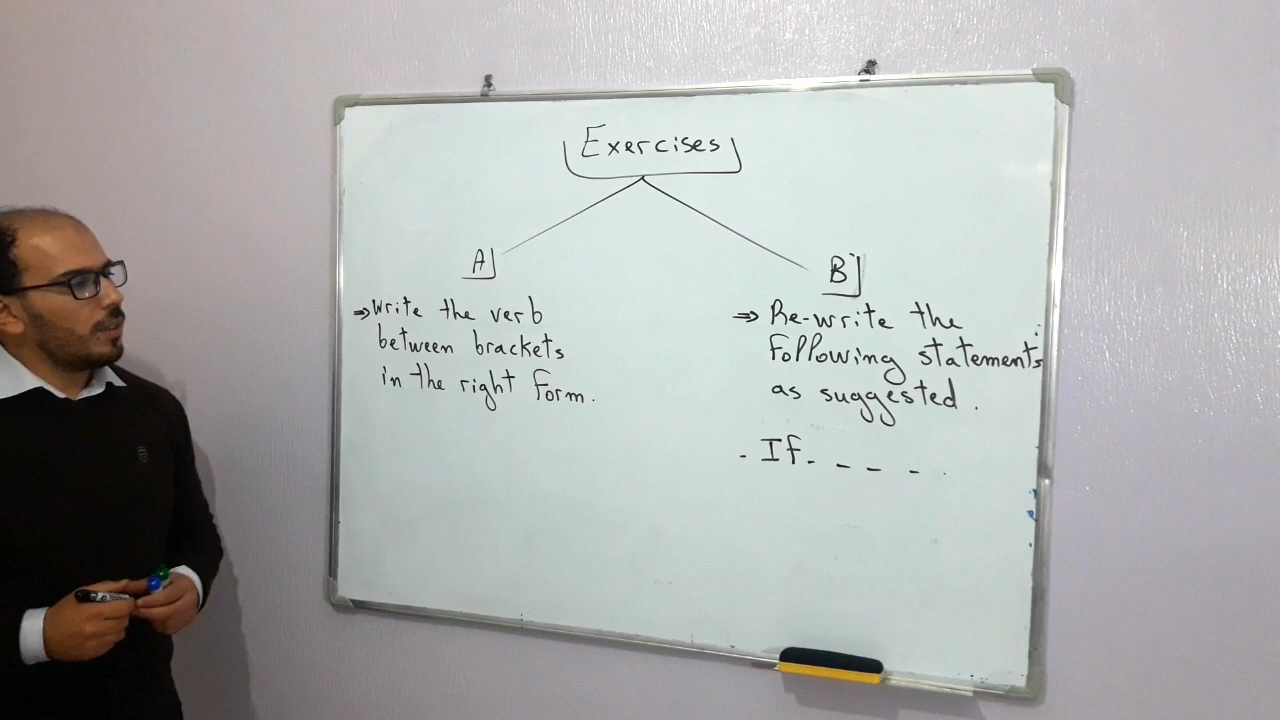 Exercises
A
⇒ Write the verb
between brackets
in the right form.
B
⇒ Re-write the
following statements
as suggested.
. If. - - - .